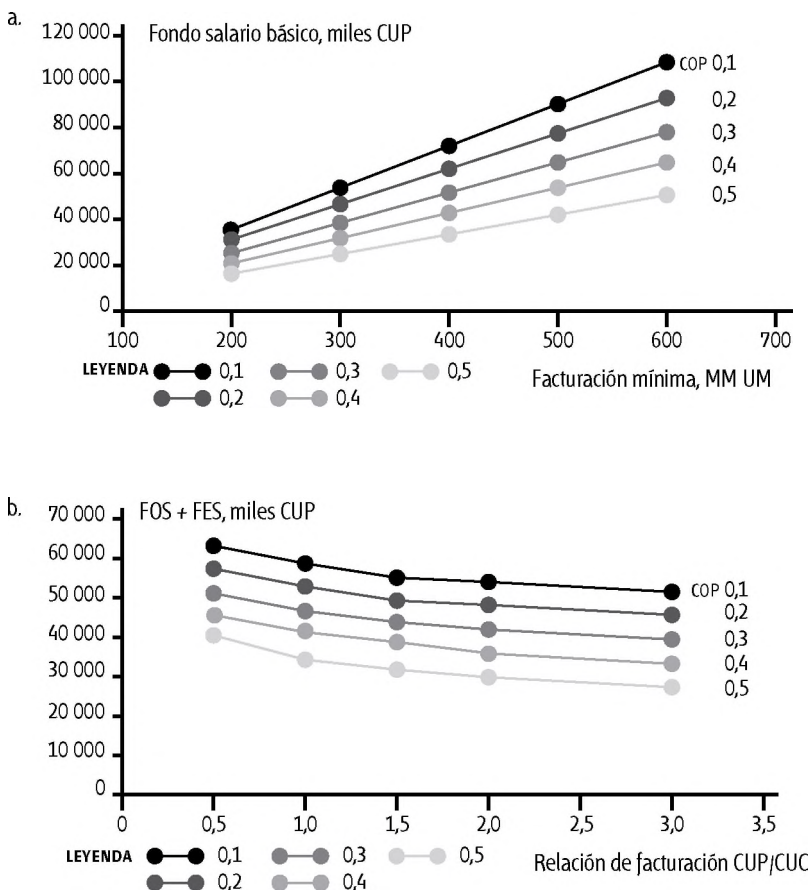 a.
Fondo salario básico, miles CUP
120 000
100 000
80 000
60 000
40 000
20 000
0
COP 0,1
0,2
0,3
0,4
0,5
100 200 300 400 500 600 700
LEYENDA 0,1 0,3 0,5
0,2 0,4
Facturación mínima, MM UM
b.
FOS + FES, miles CUP
70 000
60 000
50 000
40 000
30 000
20 000
10 000
0
COP 0,1
0,2
0,3
0,4
0,5
0 0,5 1,0 1,5 2,0 2,5 3,0 3,5
LEYENDA 0,1 0,3 0,5
0,2 0,4
Relación de facturación CUP/CUC